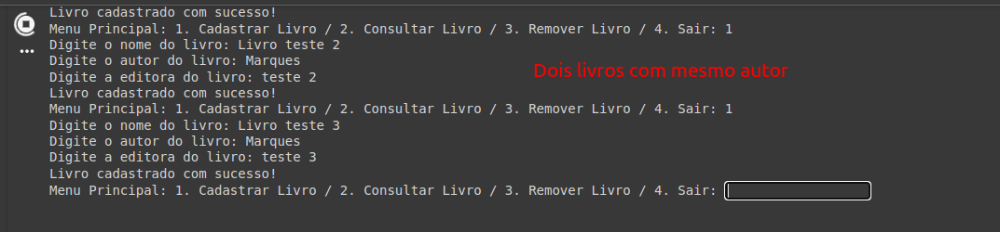 Livro cadastrado com sucesso!
Menu Principal: 1. Cadastrar Livro / 2. Consultar Livro / 3. Remover Livro / 4. Sair: 1
Digite o nome do livro: Livro teste 2
Digite o autor do livro: Marques
Dois livros com mesmo autor
Digite a editora do livro: teste 2
Livro cadastrado com sucesso!
Menu Principal: 1. Cadastrar Livro / 2. Consultar Livro / 3. Remover Livro / 4. Sair: 1
Digite o nome do livro: Livro teste 3
Digite o autor do livro: Marques
Digite a editora do livro: teste 3
Livro cadastrado com sucesso!
Menu Principal: 1. Cadastrar Livro / 2. Consultar Livro / 3. Remover Livro / 4. Sair: